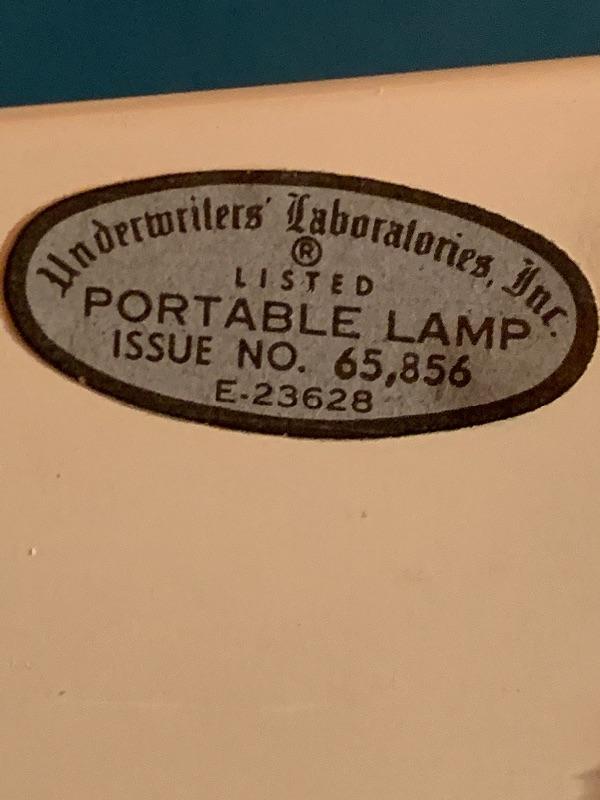 Underwriters' Laboratories, Inc.
®
LISTED
PORTABLE LAMP
ISSUE NO. 65,856
E-23628